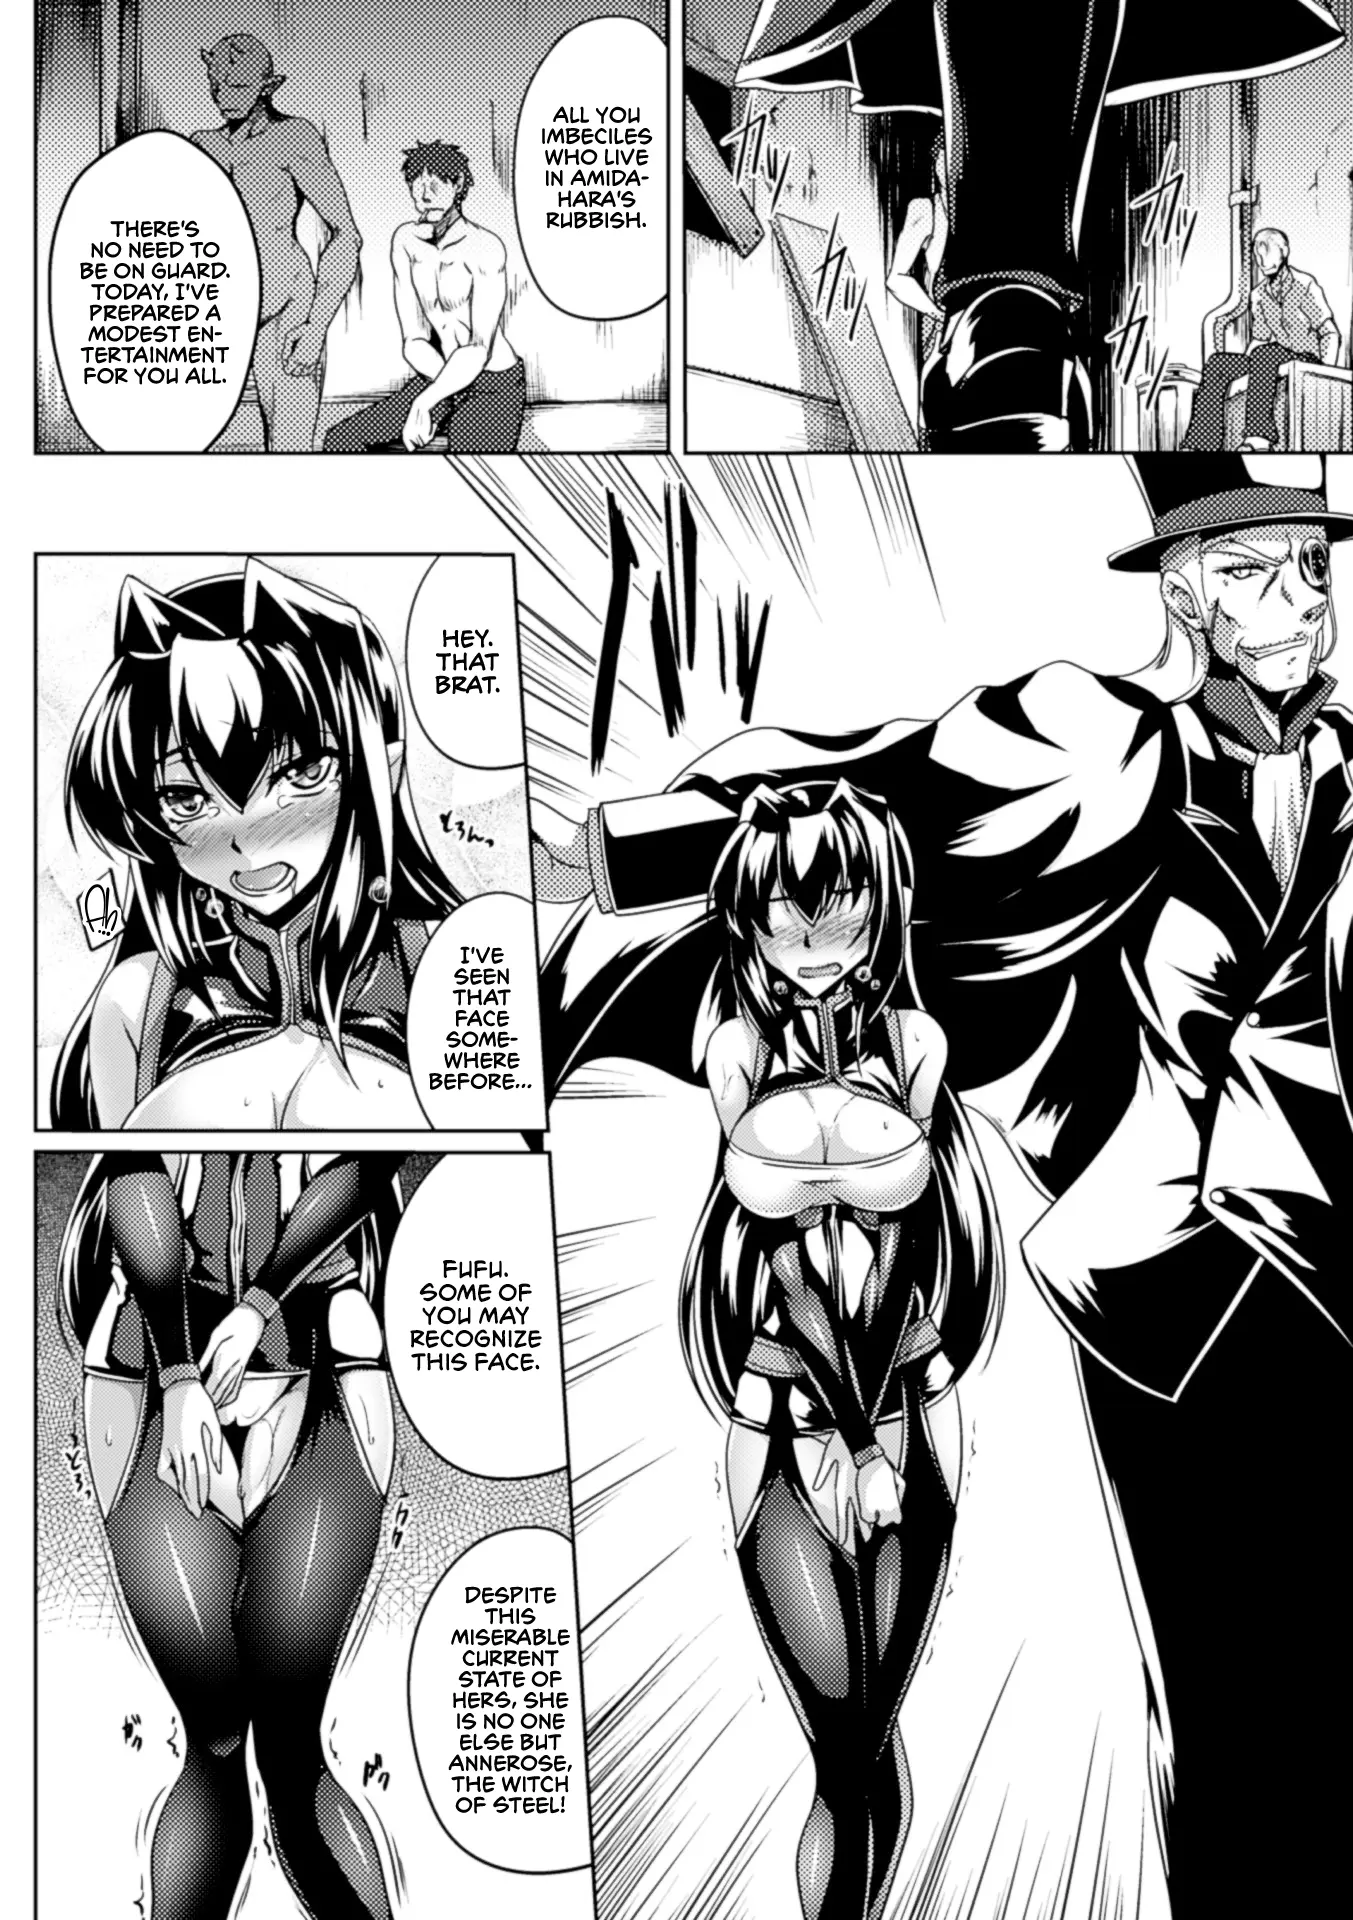 ALL YOU
IMBECILES
WHO LIVE
IN AMIDA-
HARA'S
RUBBISH.
THERE'S
NO NEED TO
BE ON GUARD.
TODAY, I'VE
PREPARED A
MODEST EN-
TERTAINMENT
FOR YOU ALL.
HEY.
THAT
BRAT.
Ah...
I'VE
SEEN
THAT
FACE
SOME-
WHERE
BEFORE...
FUFU.
SOME OF
YOU MAY
RECOGNIZE
THIS FACE.
DESPITE
THIS
MISERABLE
CURRENT
STATE OF
HERS, SHE
IS NO ONE
ELSE BUT
ANNEROSE,
THE WITCH
OF STEEL!